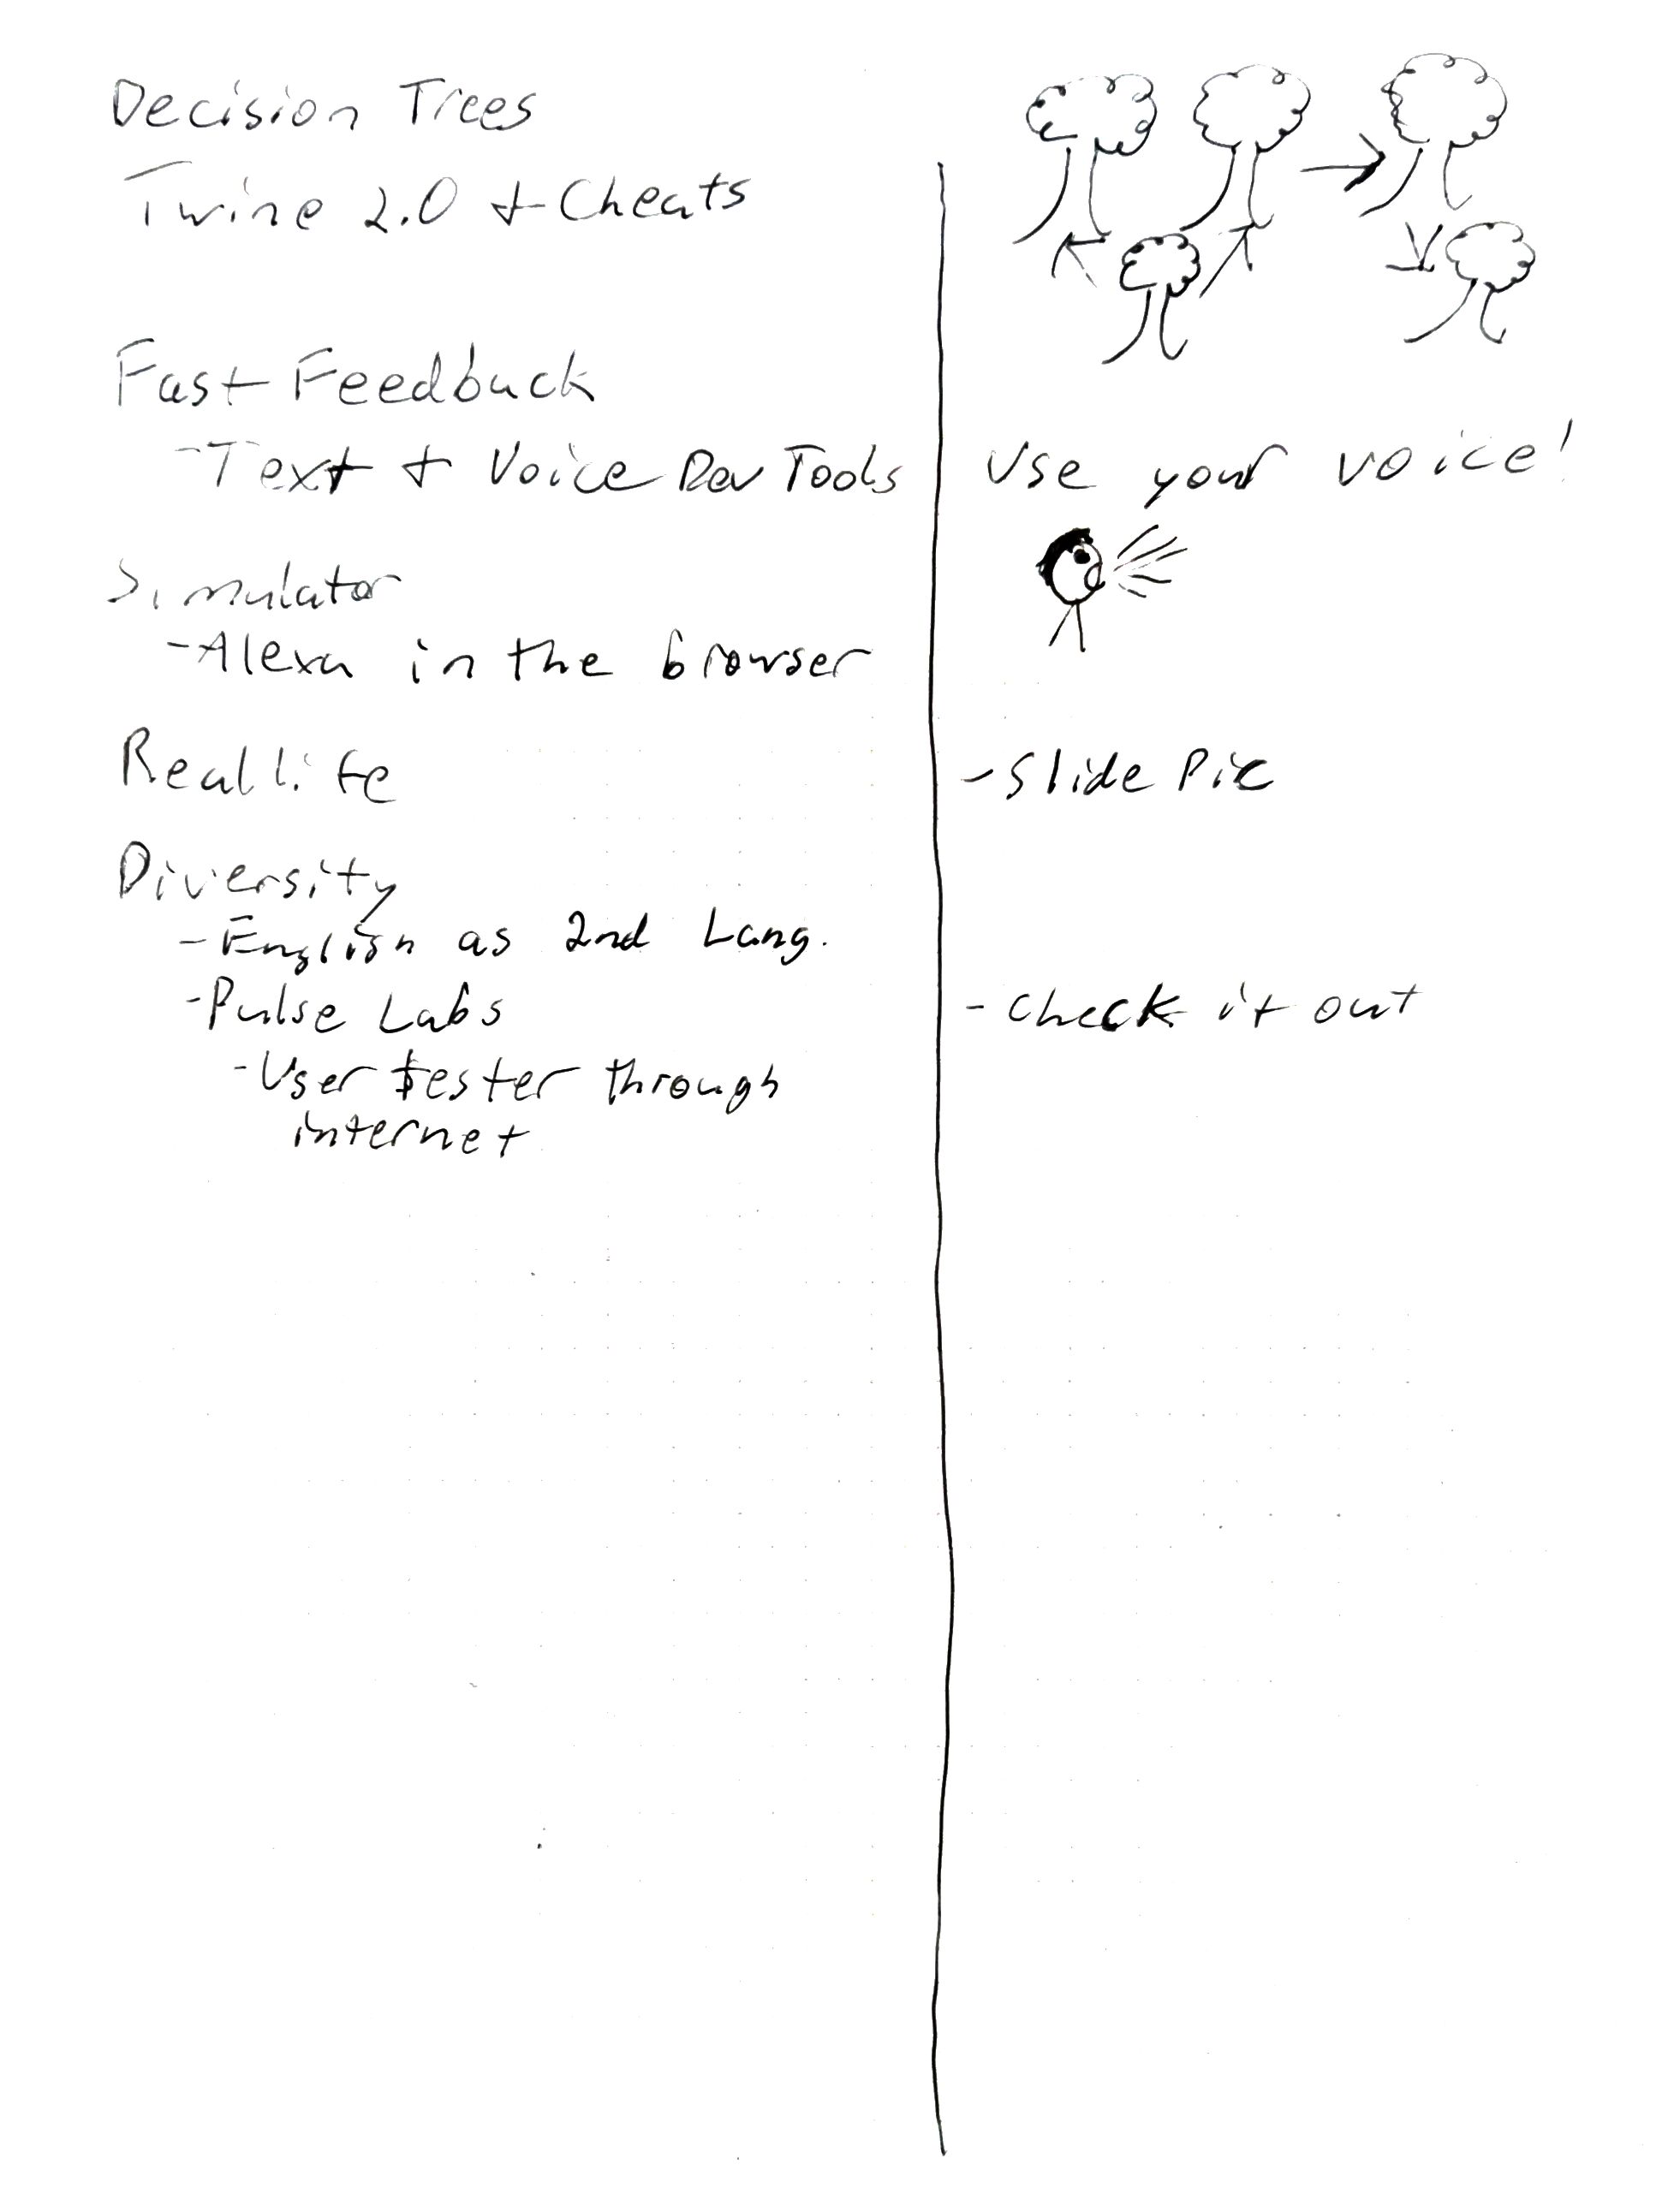 Decision Trees
Twine 2.0 + Cheats
Fast Feedback
-Text + Voice Dev Tools
Use your voice!
Simulator
-Alexa in the browser
Real life
-Slide Pic
Diversity
-English as 2nd Lang.
-Pulse Labs
-check it out
-User tester through
internet